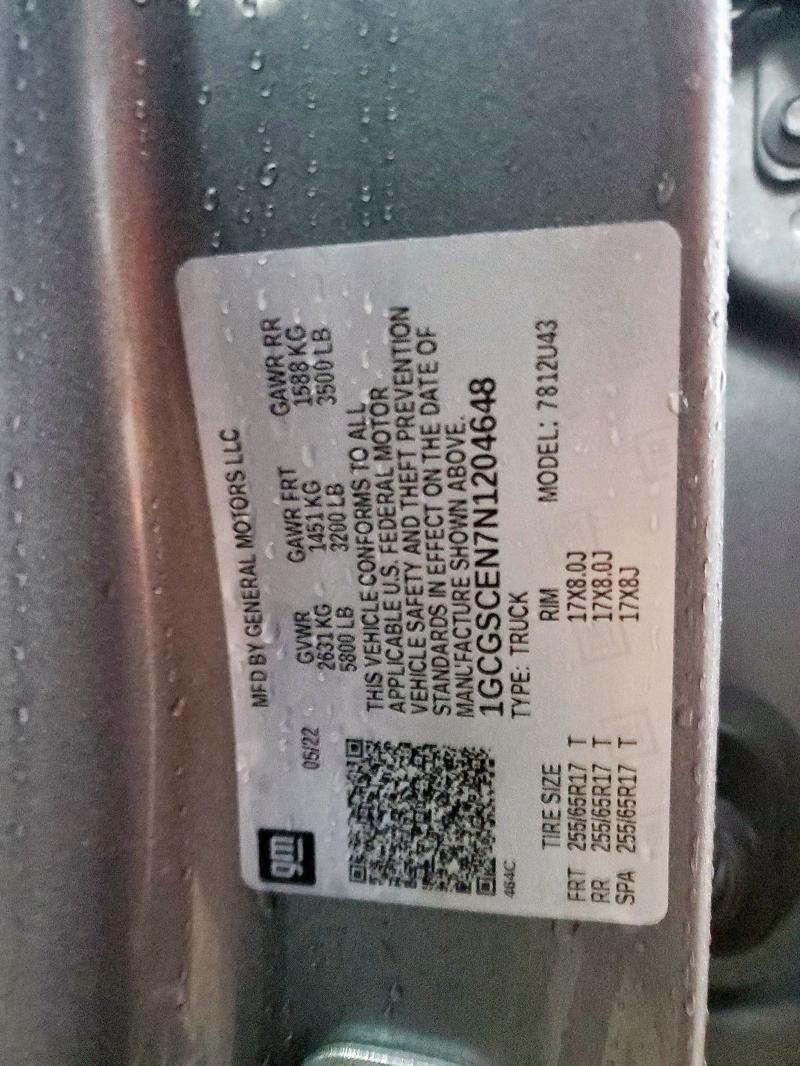 gm
05/22
MFD BY GENERAL MOTORS LLC
GVWR GAWR FRT GAWR RR
2631 KG 1451 KG 1588 KG
5800 LB 3200 LB 3500 LB
THIS VEHICLE CONFORMS TO ALL
APPLICABLE U.S. FEDERAL MOTOR
VEHICLE SAFETY AND THEFT PREVENTION
STANDARDS IN EFFECT ON THE DATE OF
MANUFACTURE SHOWN ABOVE.
1GCGSCEN7N1204648
464C TYPE: TRUCK
TIRE SIZE RIM MODEL: 7812U43
FRT 255/65R17 T 17X8.0J
RR 255/65R17 T 17X8.0J
SPA 255/65R17 T 17X8J